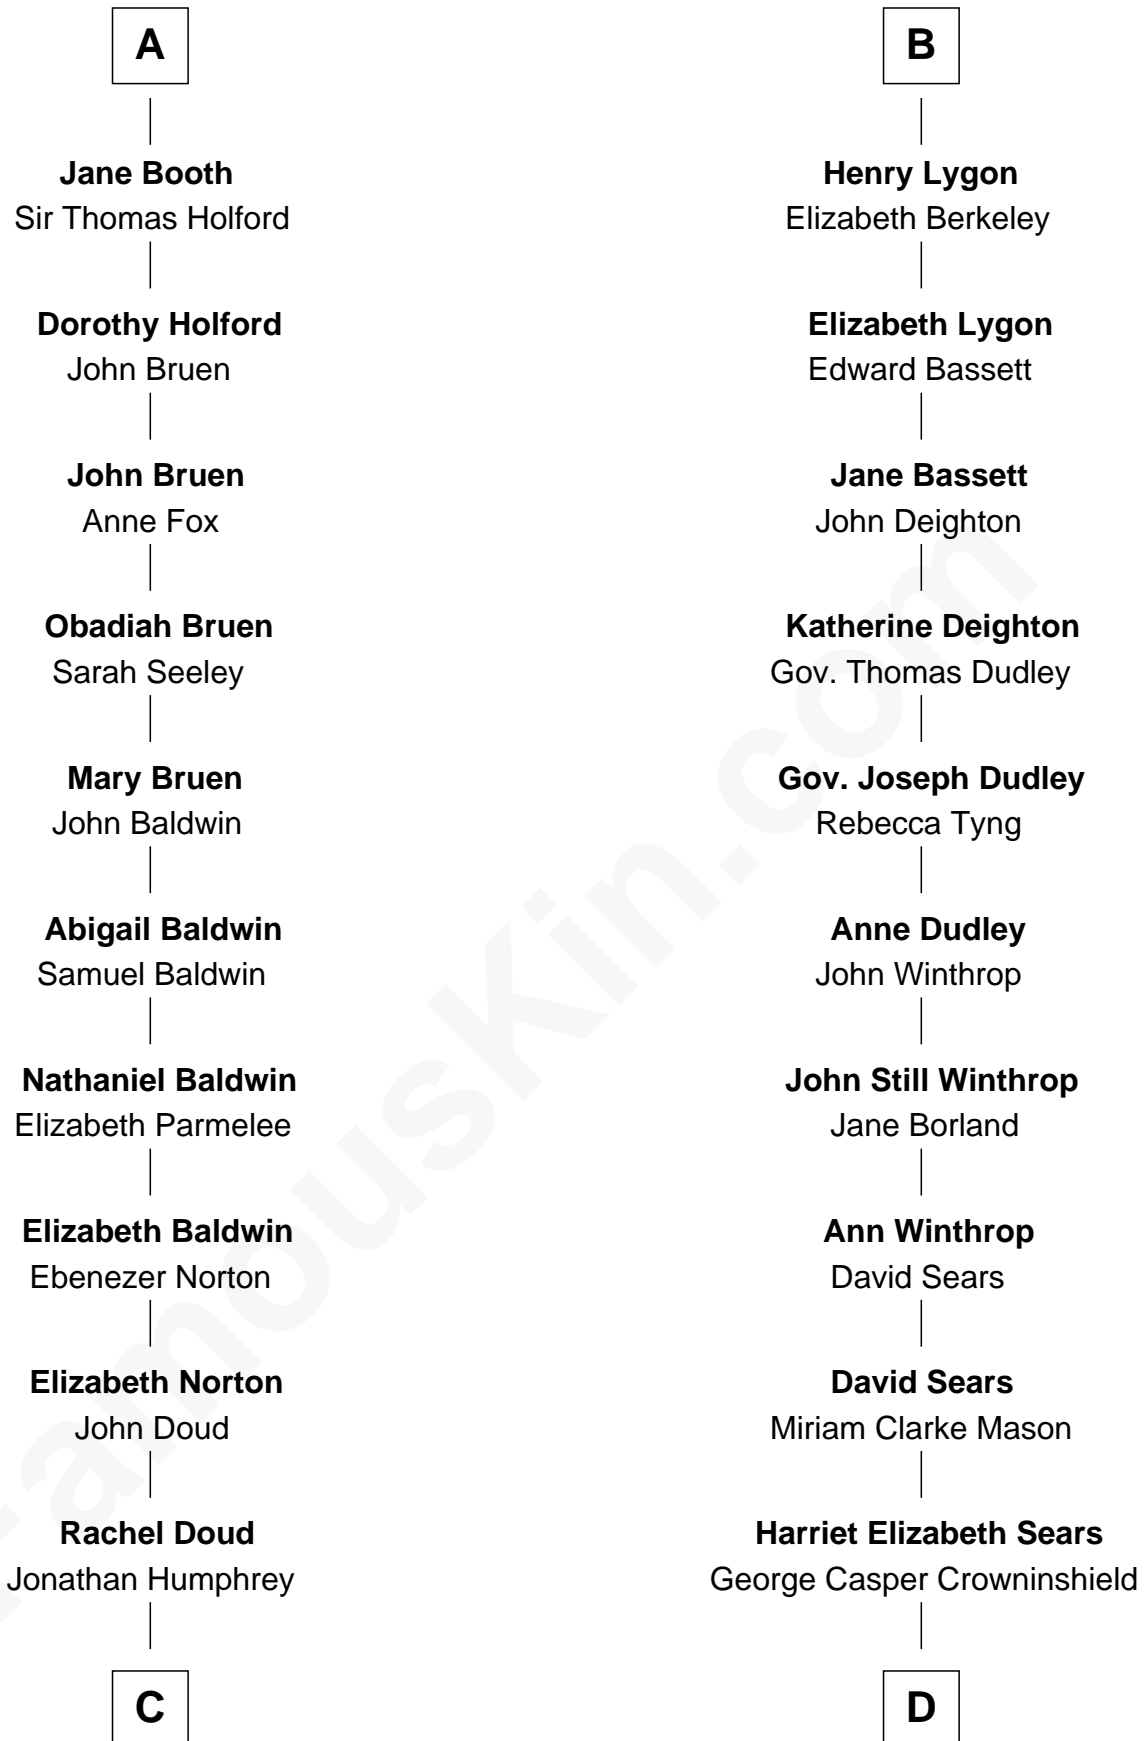 A
Jane Booth
Sir Thomas Holford
Dorothy Holford
John Bruen
John Bruen
Anne Fox
Obadiah Bruen
Sarah Seeley
Mary Bruen
John Baldwin
Abigail Baldwin
Samuel Baldwin
Nathaniel Baldwin
Elizabeth Parmelee
Elizabeth Baldwin
Ebenezer Norton
Elizabeth Norton
John Doud
Rachel Doud
Jonathan Humphrey
C
B
Henry Lygon
Elizabeth Berkeley
Elizabeth Lygon
Edward Bassett
Jane Bassett
John Deighton
Katherine Deighton
Gov. Thomas Dudley
Gov. Joseph Dudley
Rebecca Tyng
Anne Dudley
John Winthrop
John Still Winthrop
Jane Borland
Ann Winthrop
David Sears
David Sears
Miriam Clarke Mason
Harriet Elizabeth Sears
George Casper Crowninshield
D
FamousKin.com